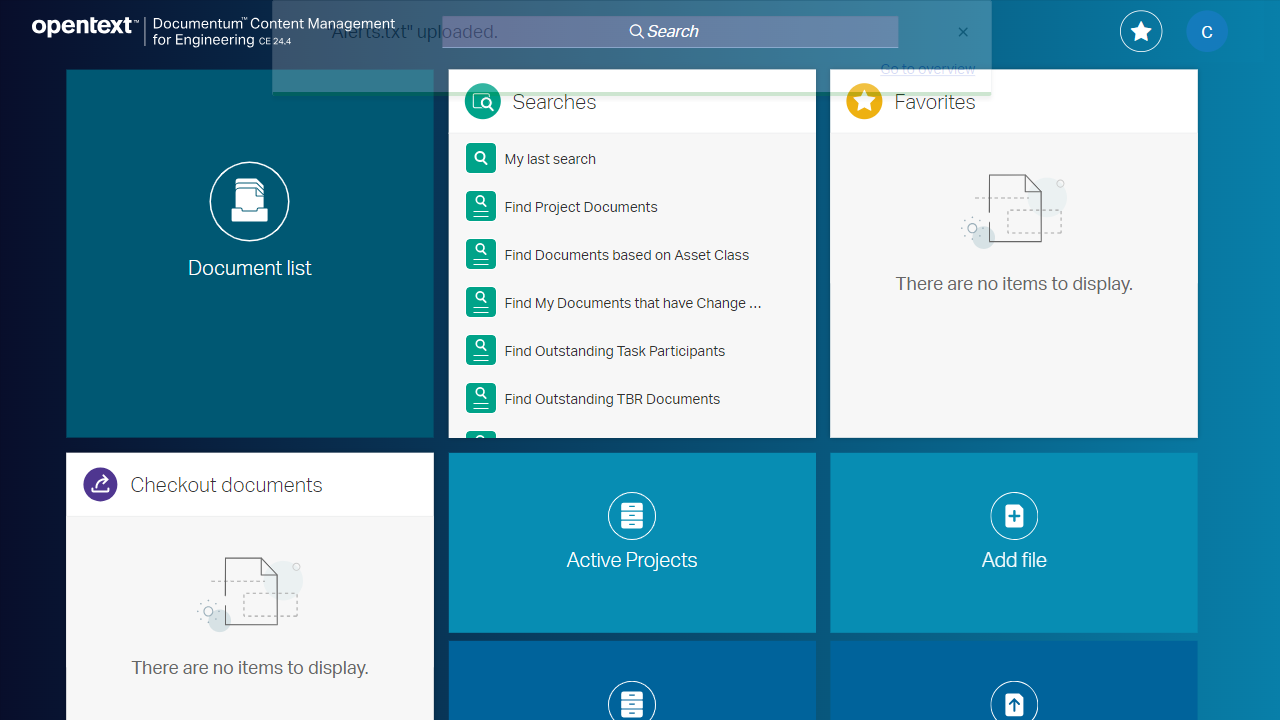 opentext™ Documentum™ Content Management
for Engineering CE 24.4
Alerts.txt" uploaded.
Search
Go to overview
C
Document list
Searches
My last search
Find Project Documents
Find Documents based on Asset Class
Find My Documents that have Change ...
Find Outstanding Task Participants
Find Outstanding TBR Documents
Favorites
There are no items to display.
Checkout documents
There are no items to display.
Active Projects
Add file